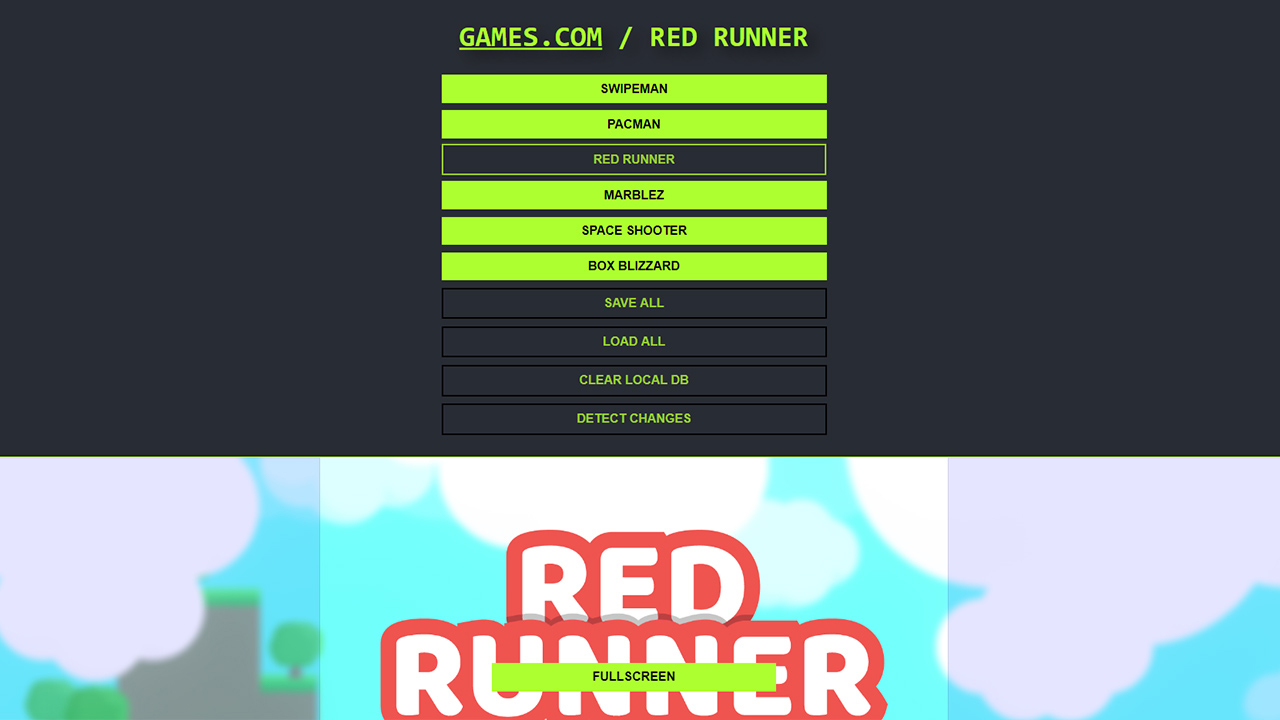 GAMES.COM / RED RUNNER
SWIPEMAN
PACMAN
RED RUNNER
MARBLEZ
SPACE SHOOTER
BOX BLIZZARD
SAVE ALL
LOAD ALL
CLEAR LOCAL DB
DETECT CHANGES
RED
RUNNER
FULLSCREEN